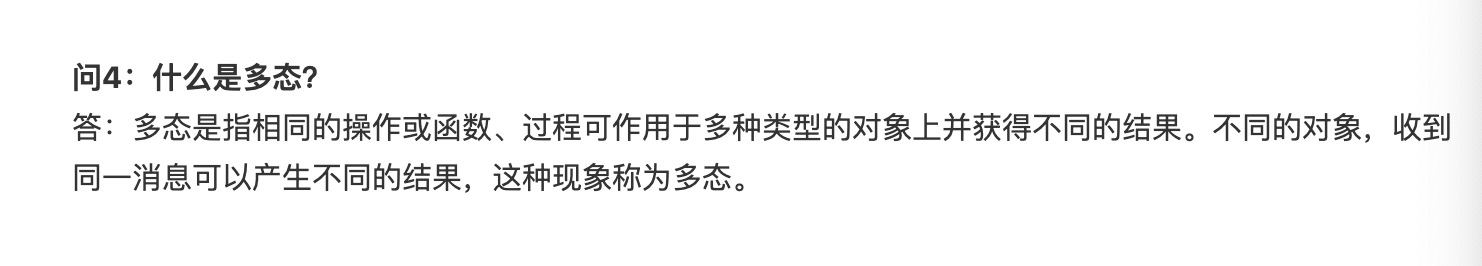 问4：什么是多态?
答：多态是指相同的操作或函数、过程可作用于多种类型的对象上并获得不同的结果。不同的对象，收到
同一消息可以产生不同的结果，这种现象称为多态。